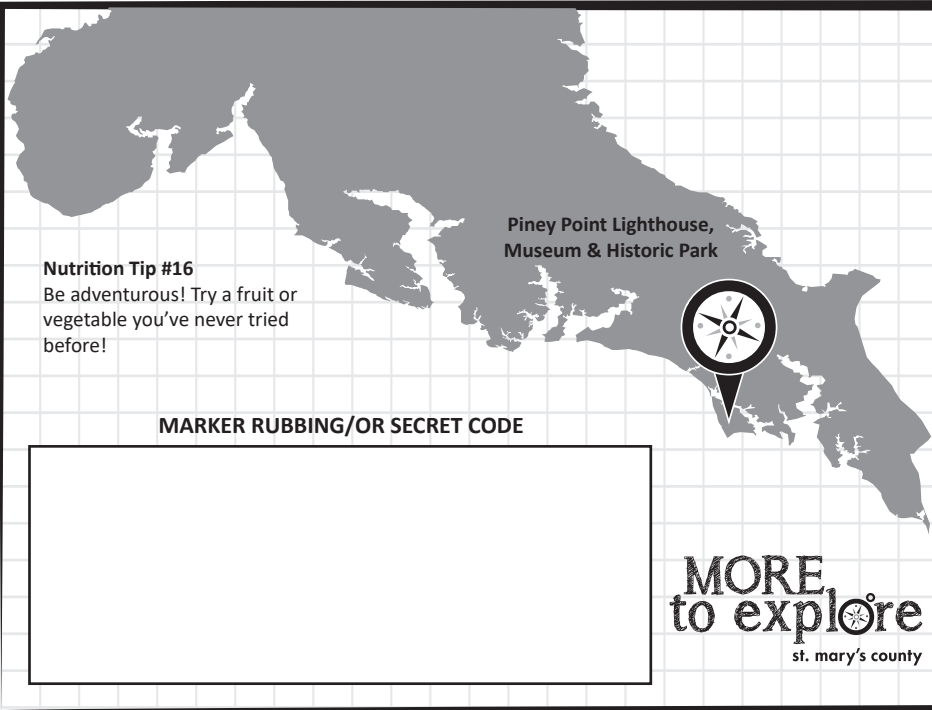 Piney Point Lighthouse,
Museum & Historic Park
Nutrition Tip #16
Be adventurous! Try a fruit or
vegetable you’ve never tried
before!
MARKER RUBBING/OR SECRET CODE
MORE
to explore
st. mary’s county